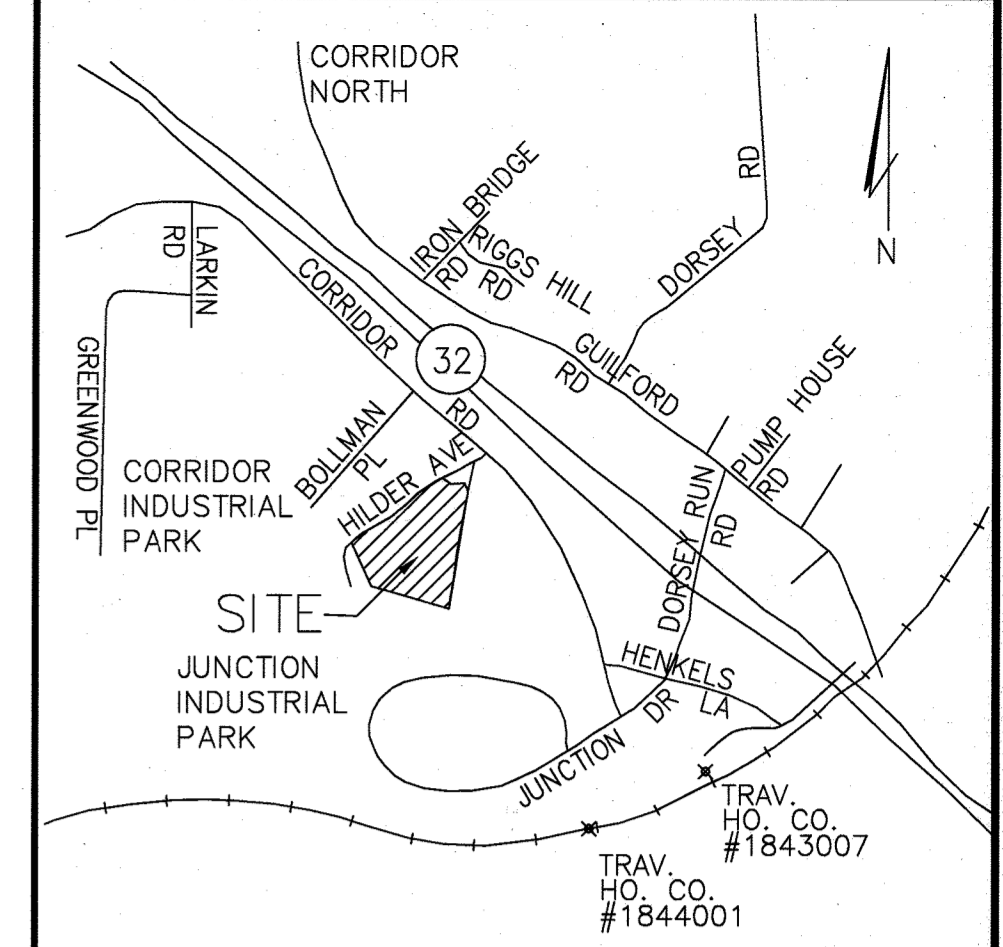 CORRIDOR
NORTH
IRON BRIDGE
RD
RIGGS HILL
RD
DORSEY
RD
N
LARKIN
RD
CORRIDOR
RD
32
GUILFORD
RD
GREENWOOD PL
BOLLMAN
PL
HILDER AVE
PUMP HOUSE
RD
CORRIDOR
INDUSTRIAL
PARK
DORSEY RUN
RD
SITE
JUNCTION
INDUSTRIAL
PARK
HENKELS
LA
JUNCTION
DR
TRAV.
HO. CO.
#1843007
TRAV.
HO. CO.
#1844001